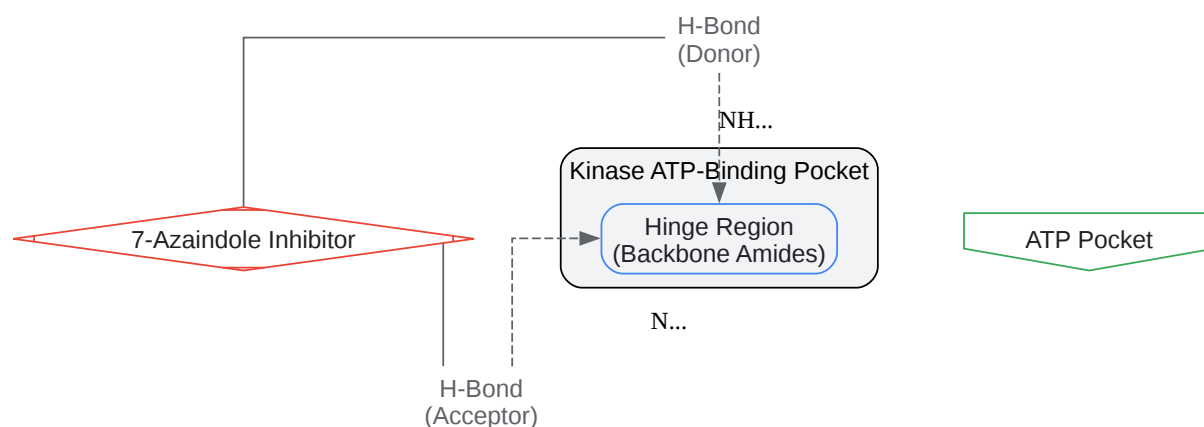 H-Bond
(Donor)
NH...
Kinase ATP-Binding Pocket
7-Azaindole Inhibitor
Hinge Region
(Backbone Amides)
ATP Pocket
N...
H-Bond
(Acceptor)